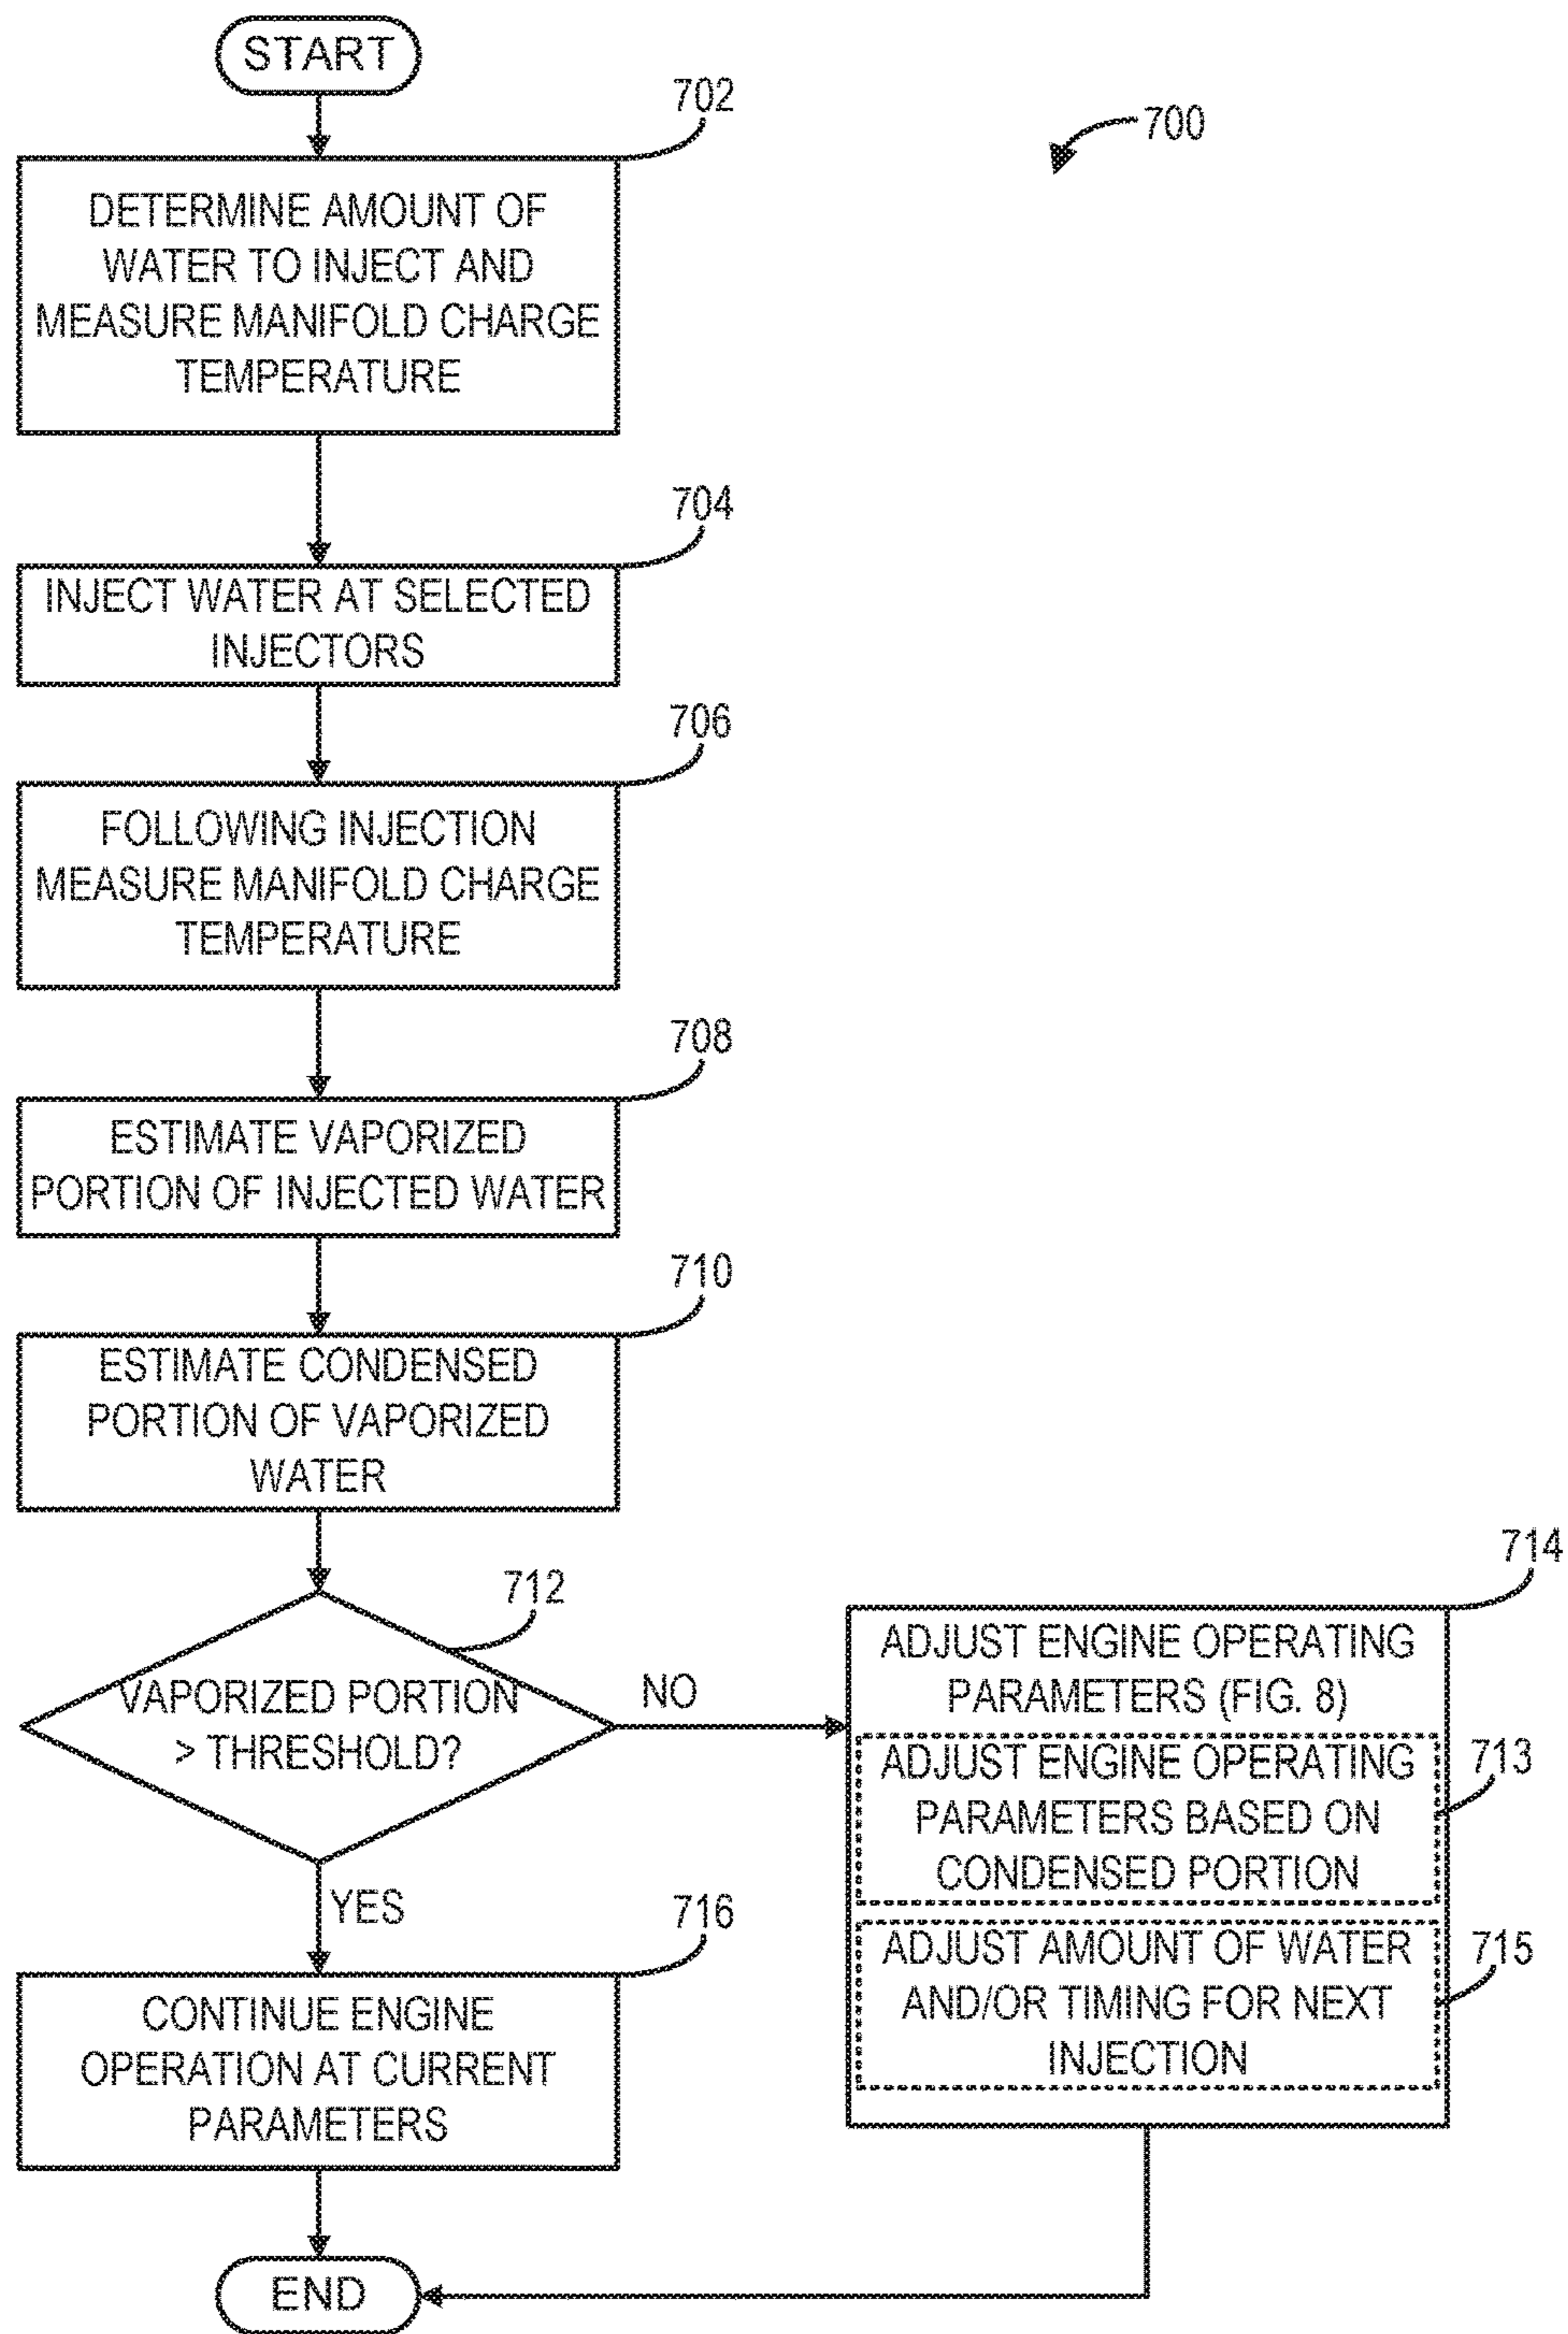 START
702
700
DETERMINE AMOUNT OF
WATER TO INJECT AND
MEASURE MANIFOLD CHARGE
TEMPERATURE
704
INJECT WATER AT SELECTED
INJECTORS
706
FOLLOWING INJECTION
MEASURE MANIFOLD CHARGE
TEMPERATURE
708
ESTIMATE VAPORIZED
PORTION OF INJECTED WATER
710
ESTIMATE CONDENSED
PORTION OF VAPORIZED
WATER
712
VAPORIZED PORTION
> THRESHOLD?
NO
714
ADJUST ENGINE OPERATING
PARAMETERS (FIG. 8)
713
ADJUST ENGINE OPERATING
PARAMETERS BASED ON
CONDENSED PORTION
715
ADJUST AMOUNT OF WATER
AND/OR TIMING FOR NEXT
INJECTION
YES
716
CONTINUE ENGINE
OPERATION AT CURRENT
PARAMETERS
END